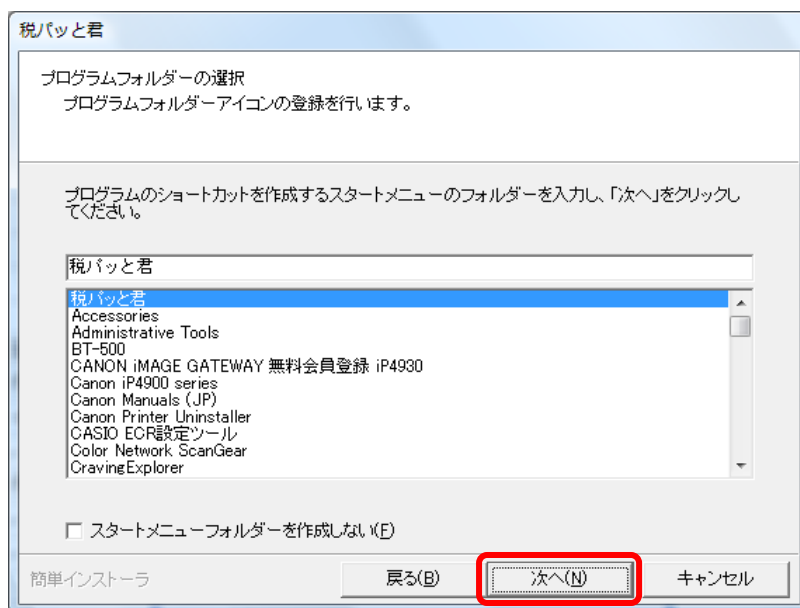 税パッと君
プログラムフォルダーの選択
プログラムフォルダーアイコンの登録を行います。
プログラムのショートカットを作成するスタートメニューのフォルダーを入力し、「次へ」をクリックし
てください。
税パッと君
税パッと君
Accessories
Administrative Tools
BT-500
CANON iMAGE GATEWAY 無料会員登録 iP4930
Canon iP4900 series
Canon Manuals (JP)
Canon Printer Uninstaller
CASIO ECR設定ツール
Color Network ScanGear
CravingExplorer
スタートメニューフォルダーを作成しない(F)
簡単インストーラ
戻る(B)
次へ(N)
キャンセル